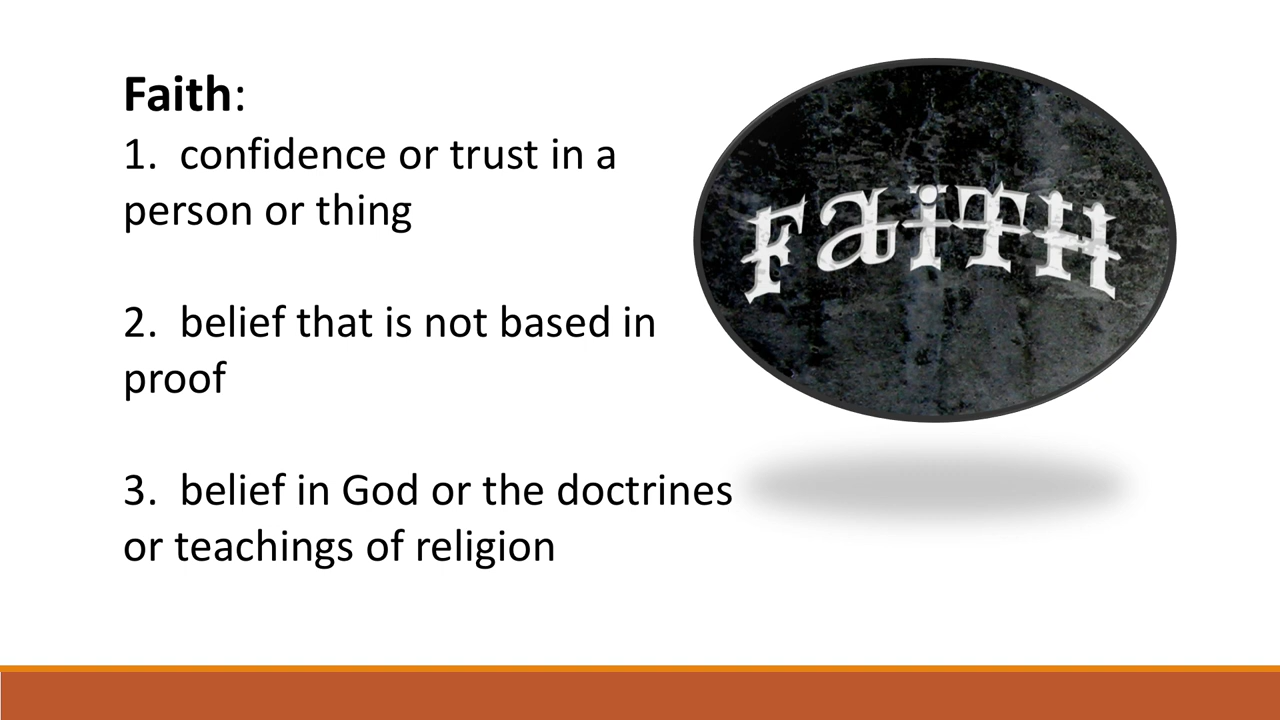 Faith:
1.  confidence or trust in a
person or thing
2.  belief that is not based in
proof
3.  belief in God or the doctrines
or teachings of religion
FaiTH